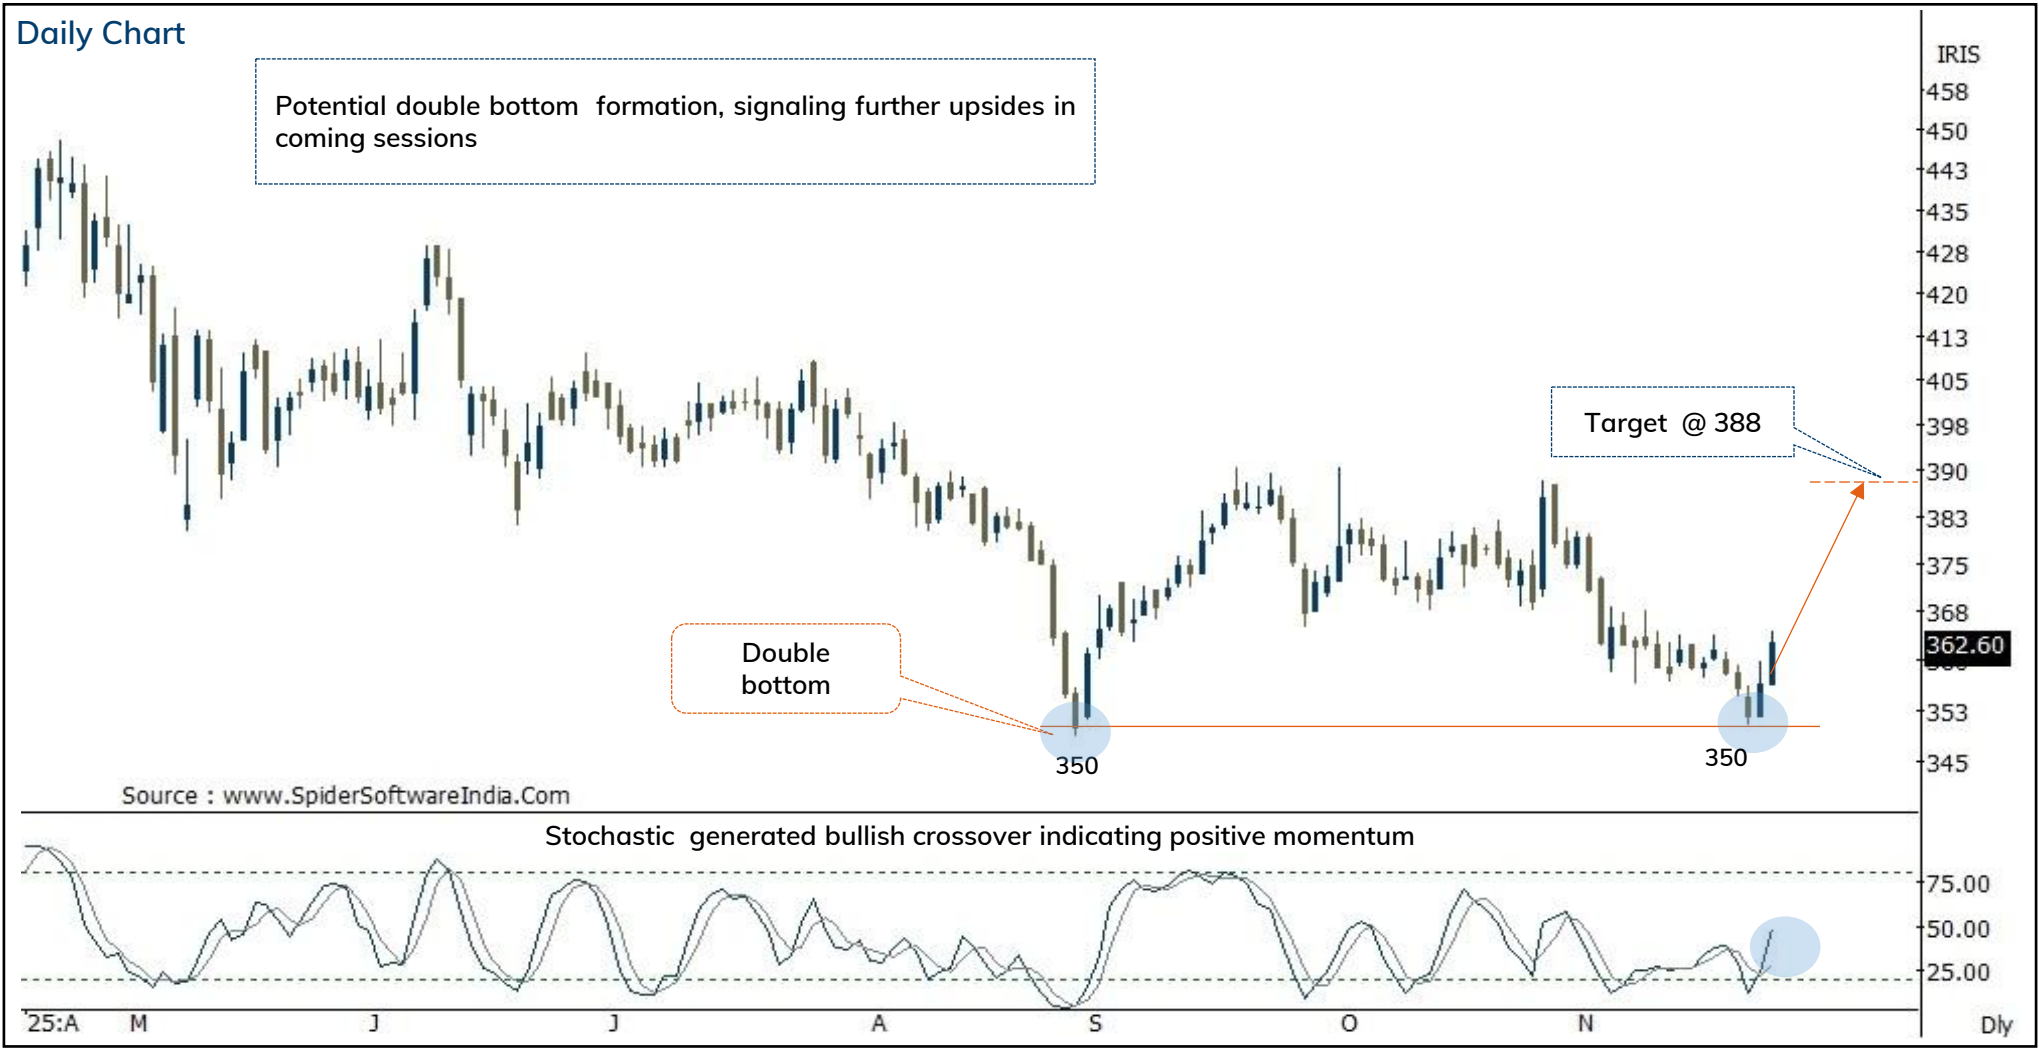 Daily Chart
IRIS
Potential double bottom  formation, signaling further upsides in
coming sessions
458
450
443
435
428
420
413
405
398
390
383
375
368
362.60
353
345
Target  @ 388
Double
bottom
350
350
Source : www.SpiderSoftwareIndia.Com
Stochastic  generated bullish crossover indicating positive momentum
75.00
50.00
25.00
25:A M J J A S O N Dly